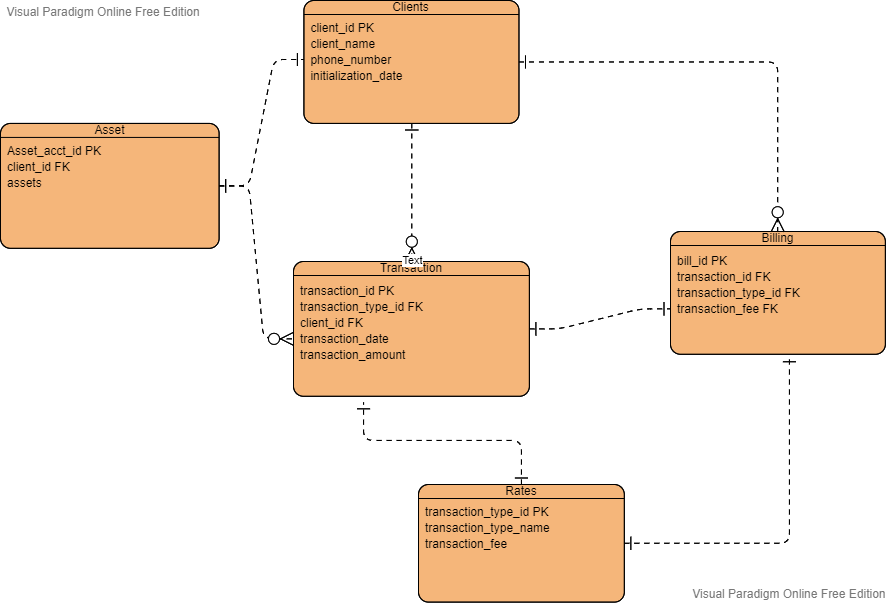 Visual Paradigm Online Free Edition
Clients
client_id PK
client_name
phone_number
initialization_date
Asset
Asset_acct_id PK
client_id FK
assets
Text
Transaction
transaction_id PK
transaction_type_id FK
client_id FK
transaction_date
transaction_amount
Billing
bill_id PK
transaction_id FK
transaction_type_id FK
transaction_fee FK
Rates
transaction_type_id PK
transaction_type_name
transaction_fee
Visual Paradigm Online Free Edition